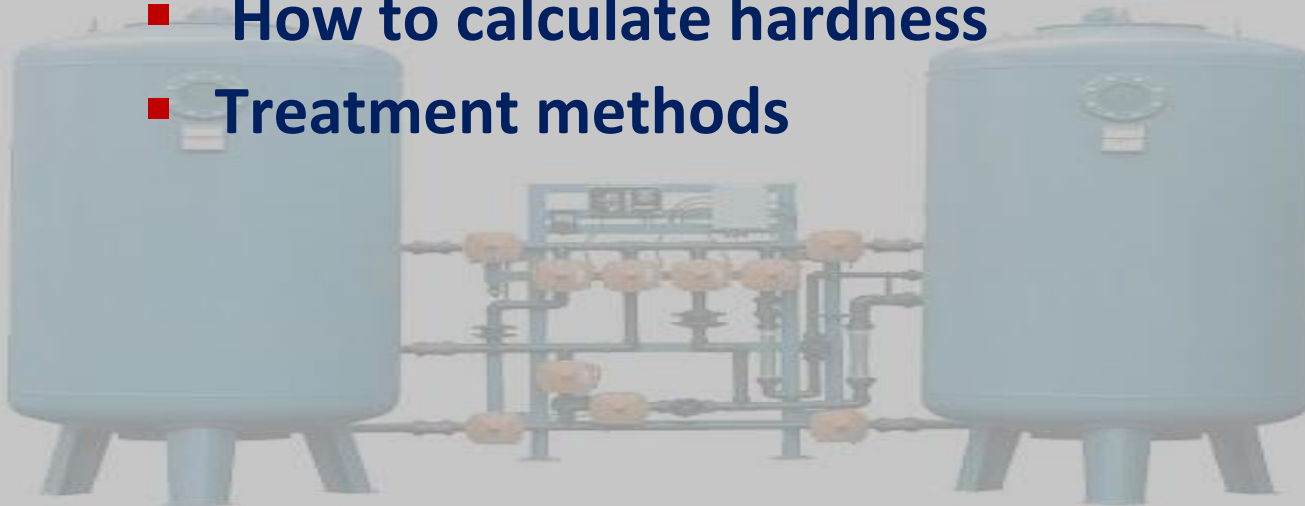 ▪ How to calculate hardness
▪ Treatment methods